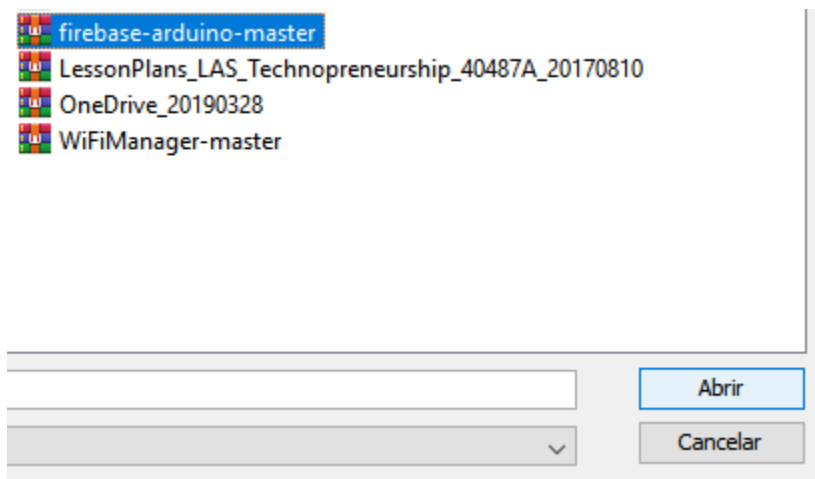 firebase-arduino-master
LessonPlans_LAS_Technopreneurship_40487A_20170810
OneDrive_20190328
WiFiManager-master
Abrir
Cancelar